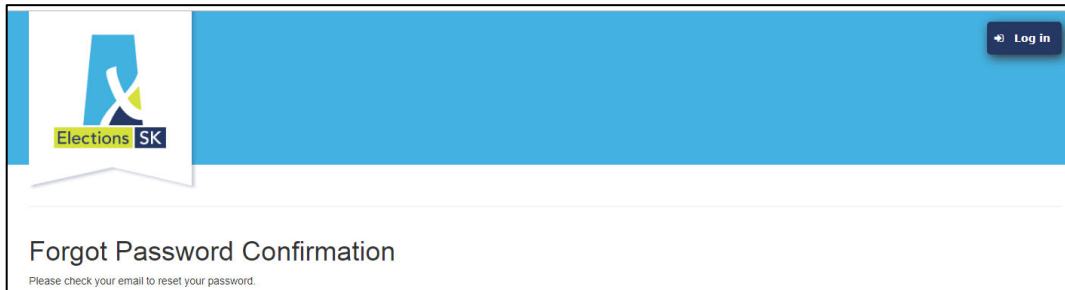 Log in
Elections SK
Forgot Password Confirmation
Please check your email to reset your password.